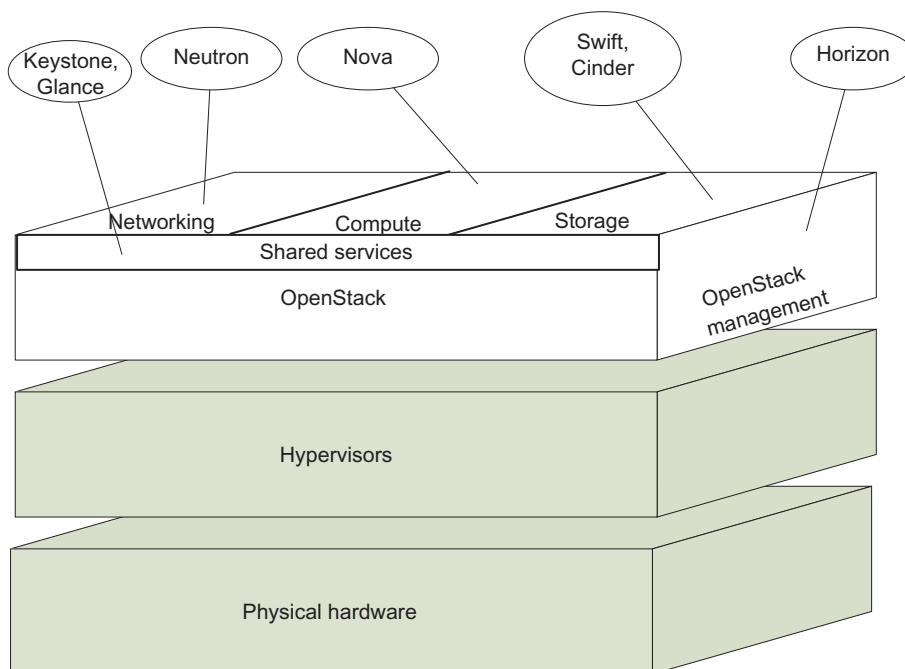 Keystone,
Glance
Neutron
Nova
Swift,
Cinder
Horizon
Networking
Compute
Storage
Shared services
OpenStack
OpenStack
management
Hypervisors
Physical hardware